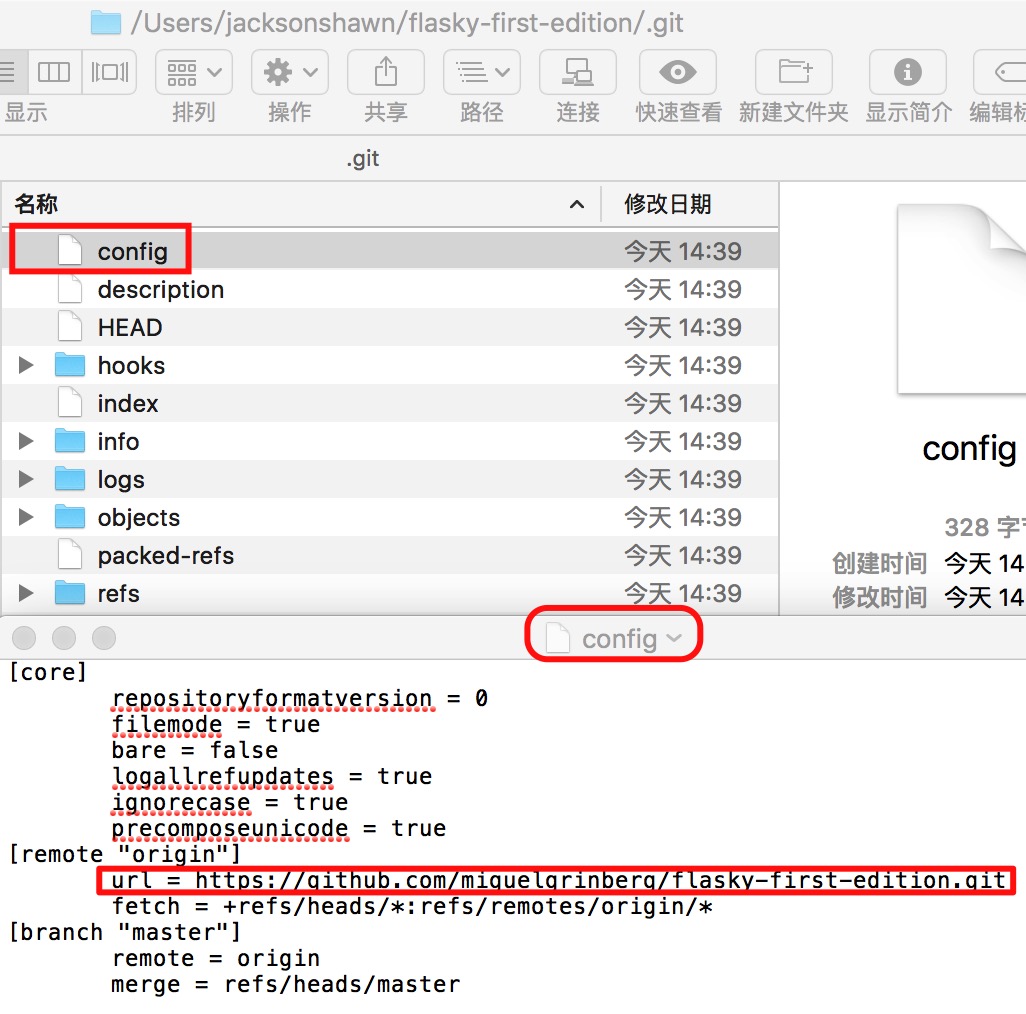 /Users/jacksonshawn/flasky-first-edition/.git
显示 排列 操作 共享 路径 连接 快速查看 新建文件夹 显示简介 编辑标
.git
名称 修改日期
config 今天 14:39
description 今天 14:39
HEAD 今天 14:39
hooks 今天 14:39
index 今天 14:39
info 今天 14:39
logs 今天 14:39
objects 今天 14:39
packed-refs 今天 14:39
refs 今天 14:39
config
328 字节
创建时间 今天 14
修改时间 今天 14
config
[core]
repositoryformatversion = 0
filemode = true
bare = false
logallrefupdates = true
ignorecase = true
precomposeunicode = true
[remote "origin"]
url = https://github.com/miguelgrinberg/flasky-first-edition.git
fetch = +refs/heads/*:refs/remotes/origin/*
[branch "master"]
remote = origin
merge = refs/heads/master